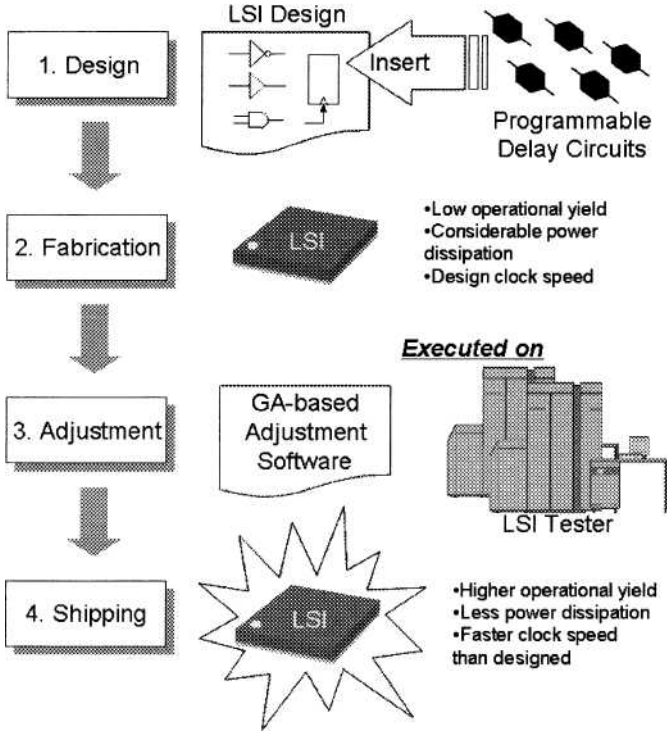 LSI Design
1. Design
Insert
Programmable
Delay Circuits
2. Fabrication
LSI
•Low operational yield
•Considerable power
dissipation
•Design clock speed
Executed on
3. Adjustment
GA-based
Adjustment
Software
LSI Tester
4. Shipping
LSI
•Higher operational yield
•Less power dissipation
•Faster clock speed
than designed